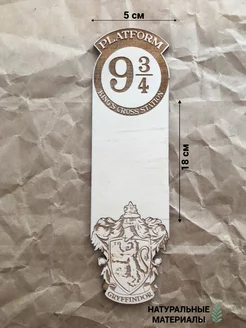 5 см
PLATFORM
9 3/4
KING'S CROSS STATION
18 см
GRYFFINDOR
НАТУРАЛЬНЫЕ
МАТЕРИАЛЫ